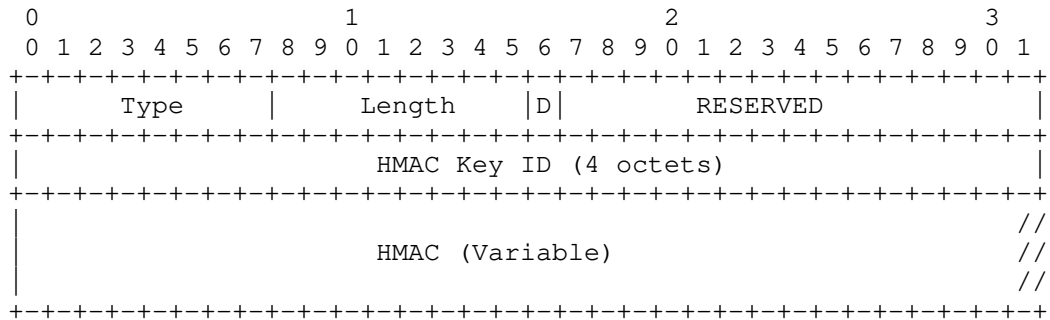 0                   1                   2                   3
 0 1 2 3 4 5 6 7 8 9 0 1 2 3 4 5 6 7 8 9 0 1 2 3 4 5 6 7 8 9 0 1
+-+-+-+-+-+-+-+-+-+-+-+-+-+-+-+-+-+-+-+-+-+-+-+-+-+-+-+-+-+-+-+-+
|      Type     |     Length    |D|        RESERVED             |
+-+-+-+-+-+-+-+-+-+-+-+-+-+-+-+-+-+-+-+-+-+-+-+-+-+-+-+-+-+-+-+-+
|                      HMAC Key ID (4 octets)                   |
+-+-+-+-+-+-+-+-+-+-+-+-+-+-+-+-+-+-+-+-+-+-+-+-+-+-+-+-+-+-+-+-+
|                                                              //
|                      HMAC (Variable)                         //
|                                                              //
+-+-+-+-+-+-+-+-+-+-+-+-+-+-+-+-+-+-+-+-+-+-+-+-+-+-+-+-+-+-+-+-+